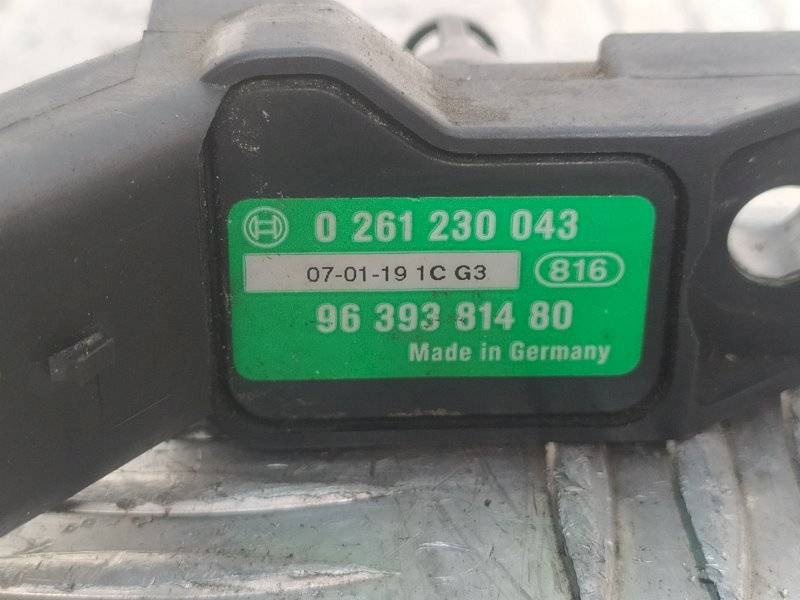 0 261 230 043
07-01-19 1C G3 816
96 393 814 80
Made in Germany